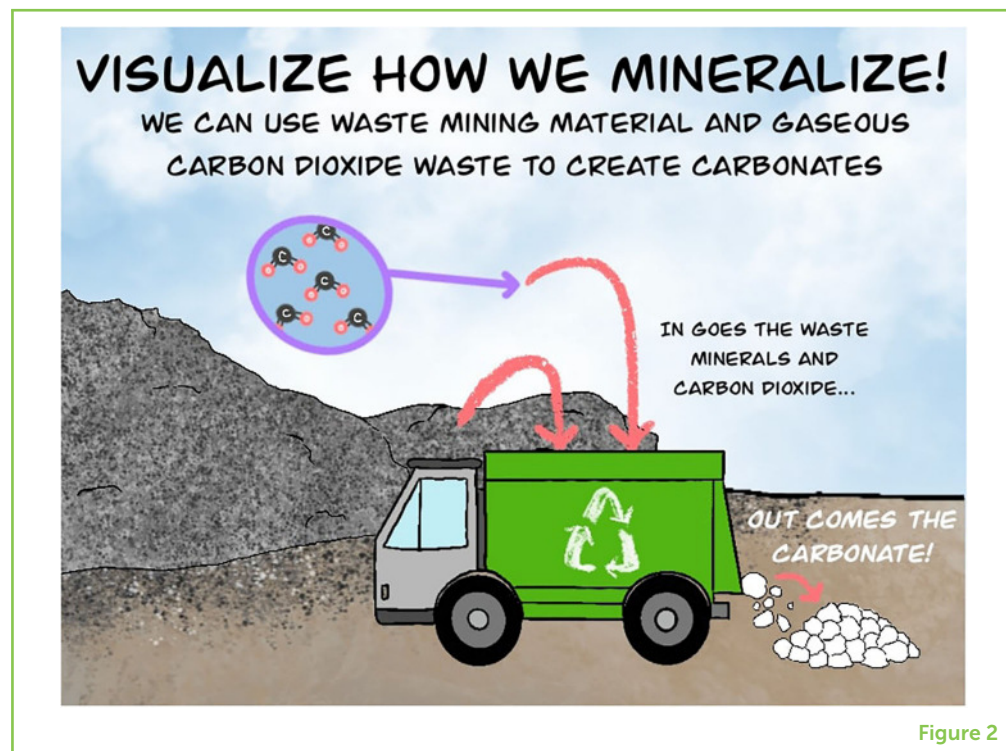 VISUALIZE HOW WE MINERALIZE!
WE CAN USE WASTE MINING MATERIAL AND GASEOUS
CARBON DIOXIDE WASTE TO CREATE CARBONATES
C
O
O
C
O
O
C
O
O
C
O
C
O
IN GOES THE WASTE
MINERALS AND
CARBON DIOXIDE...
OUT COMES THE
CARBONATE!
Figure 2